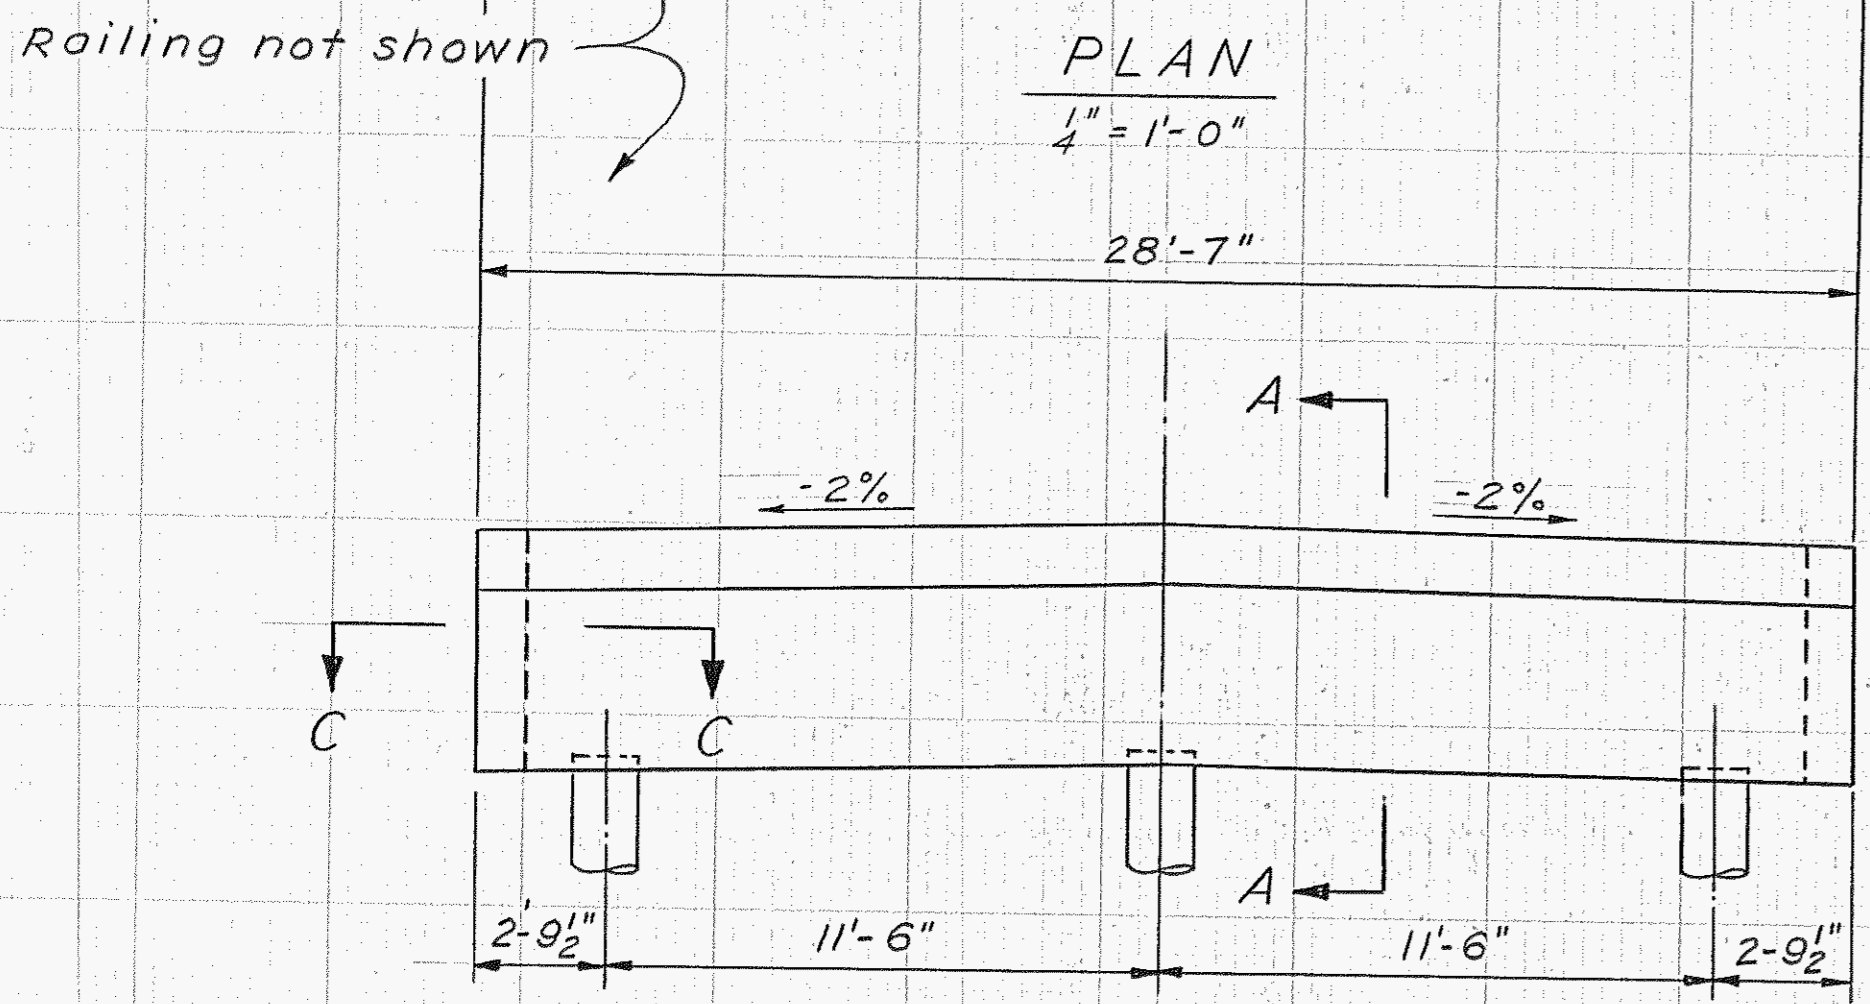 Railing not shown
PLAN
1/4" = 1'-0"
28'-7"
A
-2%
-2%
C
C
A
2'-9 1/2"
11'-6"
11'-6"
2-9 1/2"